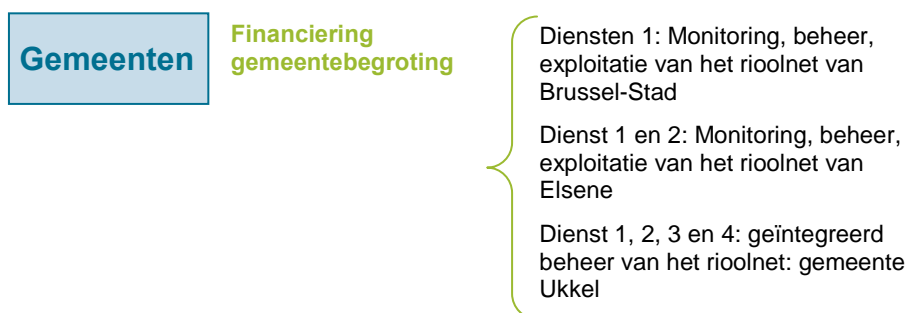 Gemeenten
Financiering
gemeentebegroting
Diensten 1: Monitoring, beheer,
exploitatie van het rioolnet van
Brussel-Stad
Dienst 1 en 2: Monitoring, beheer,
exploitatie van het rioolnet van
Elsene
Dienst 1, 2, 3 en 4: geïntegreerd
beheer van het rioolnet: gemeente
Ukkel